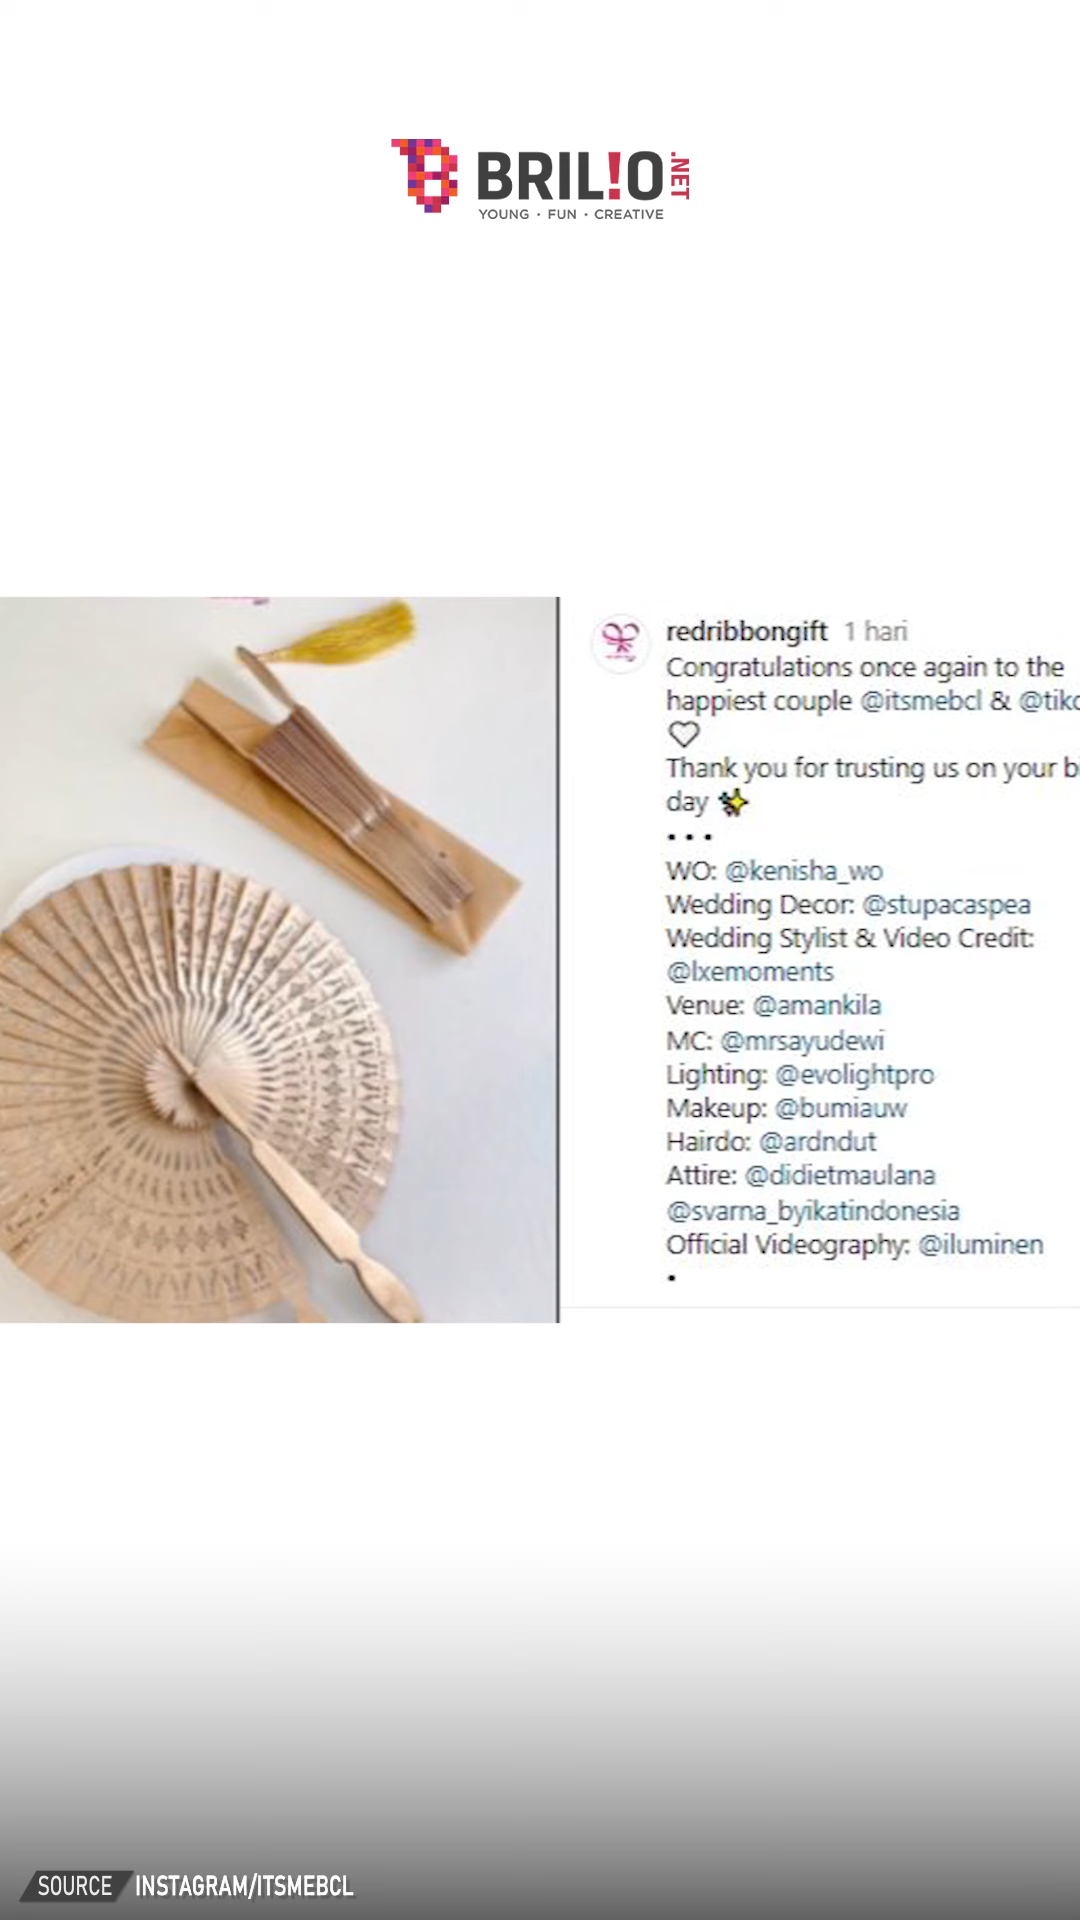 BRIL!O.NET
YOUNG · FUN · CREATIVE
redribbongift 1 hari
Congratulations once again to the
happiest couple @itsmebcl &
♡
Thank you for trusting us on your
day ✨
• • •
WO: @kenisha_wo
Wedding Decor: @stupacaspea
Wedding Stylist & Video Credit:
@lxemoments
Venue: @amankila
MC: @mrsayudewi
Lighting: @evolightpro
Makeup: @bumiauw
Hairdo: @ardndut
Attire: @didietmaulana
@svarna_byikatindonesia
Official Videography: @iluminen
•
SOURCE INSTAGRAM/ITSMEBCL